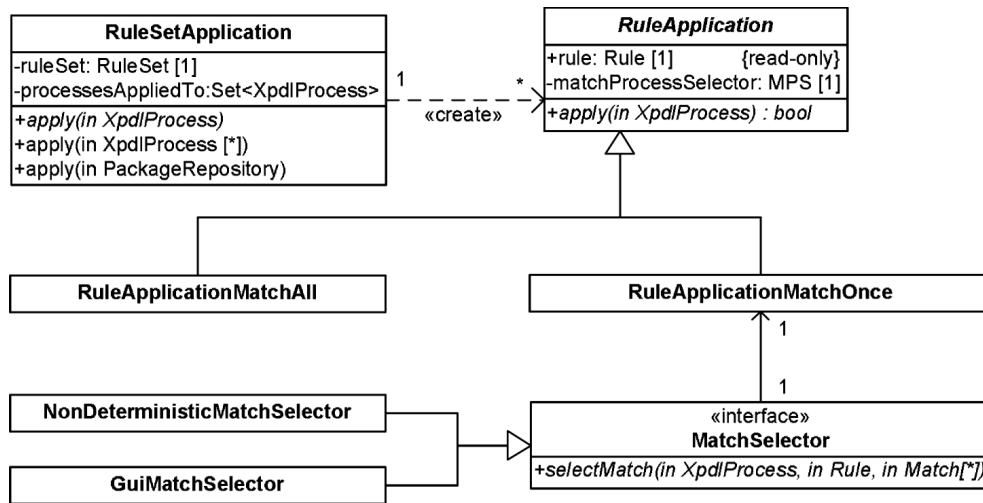 RuleSetApplication
-ruleSet: RuleSet [1]
-processesAppliedTo:Set<XpdlProcess>
+apply(in XpdlProcess)
+apply(in XpdlProcess [*])
+apply(in PackageRepository)
1
*
«create»
RuleApplication
+rule: Rule [1] {read-only}
-matchProcessSelector: MPS [1]
+apply(in XpdlProcess) : bool
RuleApplicationMatchAll
RuleApplicationMatchOnce
1
1
NonDeterministicMatchSelector
GuiMatchSelector
«interface»
MatchSelector
+selectMatch(in XpdlProcess, in Rule, in Match[*])